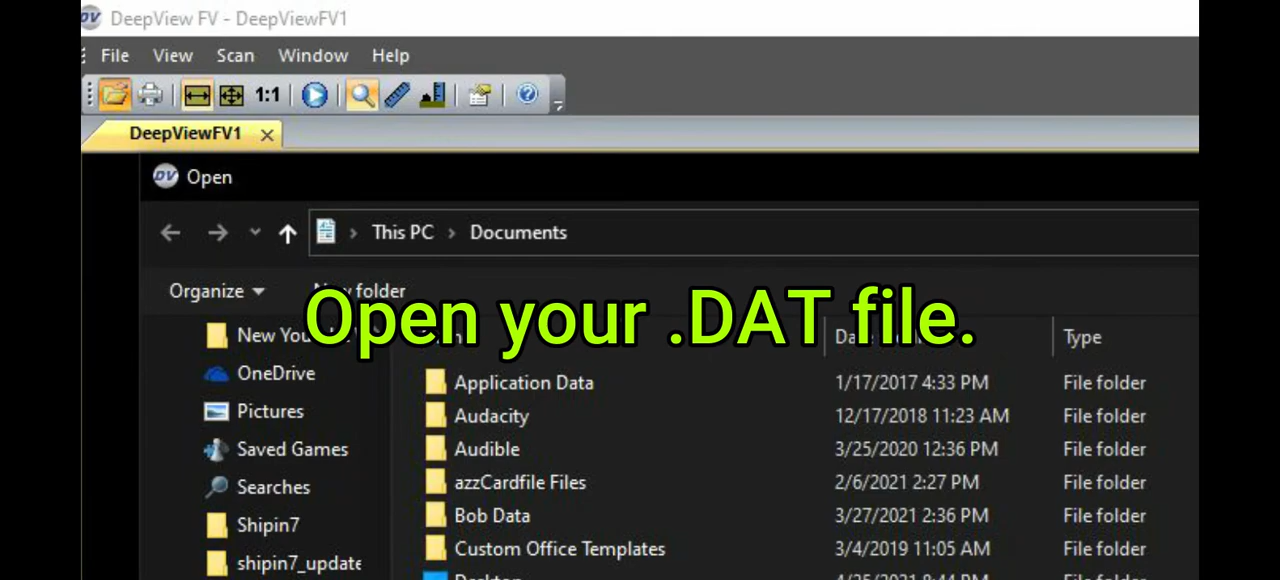 DV DeepView FV - DeepViewFV1
File View Scan Window Help
1:1
DeepViewFV1
DV Open
This PC > Documents
Organize folder
Open your .DAT file.
Type
OneDrive
Application Data 1/17/2017 4:33 PM File folder
Pictures
Audacity 12/17/2018 11:23 AM File folder
Saved Games
Audible 3/25/2020 12:36 PM File folder
Searches
azzCardfile Files 2/6/2021 2:27 PM File folder
Shipin7
Bob Data 3/27/2021 2:36 PM File folder
shipin7_update
Custom Office Templates 3/4/2019 11:05 AM File folder